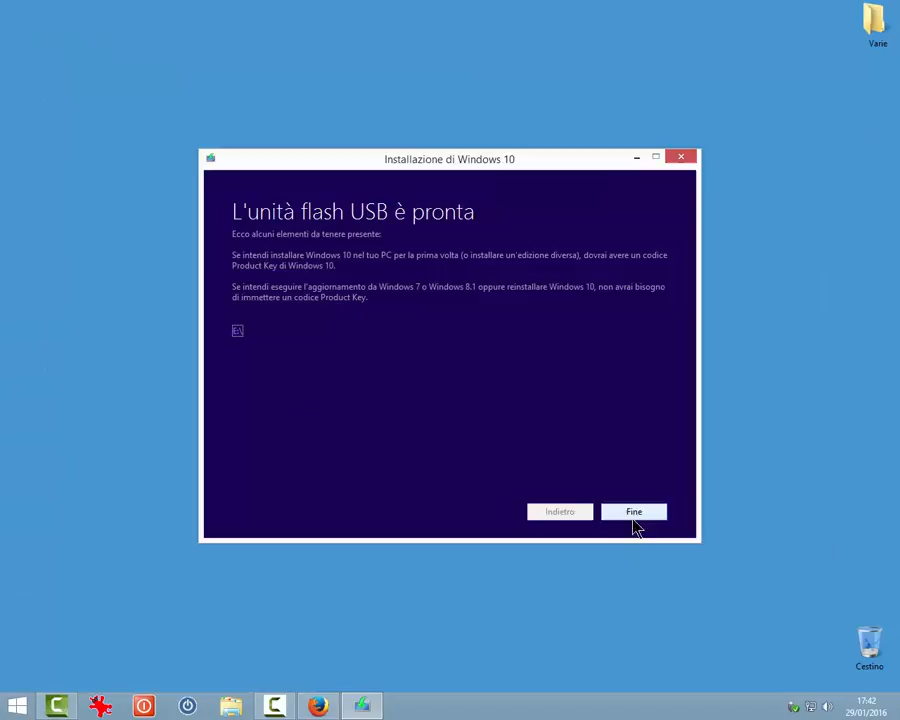 Varie
Installazione di Windows 10
L'unità flash USB è pronta
Ecco alcuni elementi da tenere presente:
Se intendi installare Windows 10 nel tuo PC per la prima volta (o installare un'edizione diversa), dovrai avere un codice
Product Key di Windows 10.
Se intendi eseguire l'aggiornamento da Windows 7 o Windows 8.1 oppure reinstallare Windows 10, non avrai bisogno
di immettere un codice Product Key.
E:\
Indietro
Fine
Cestino
17:42
29/01/2016